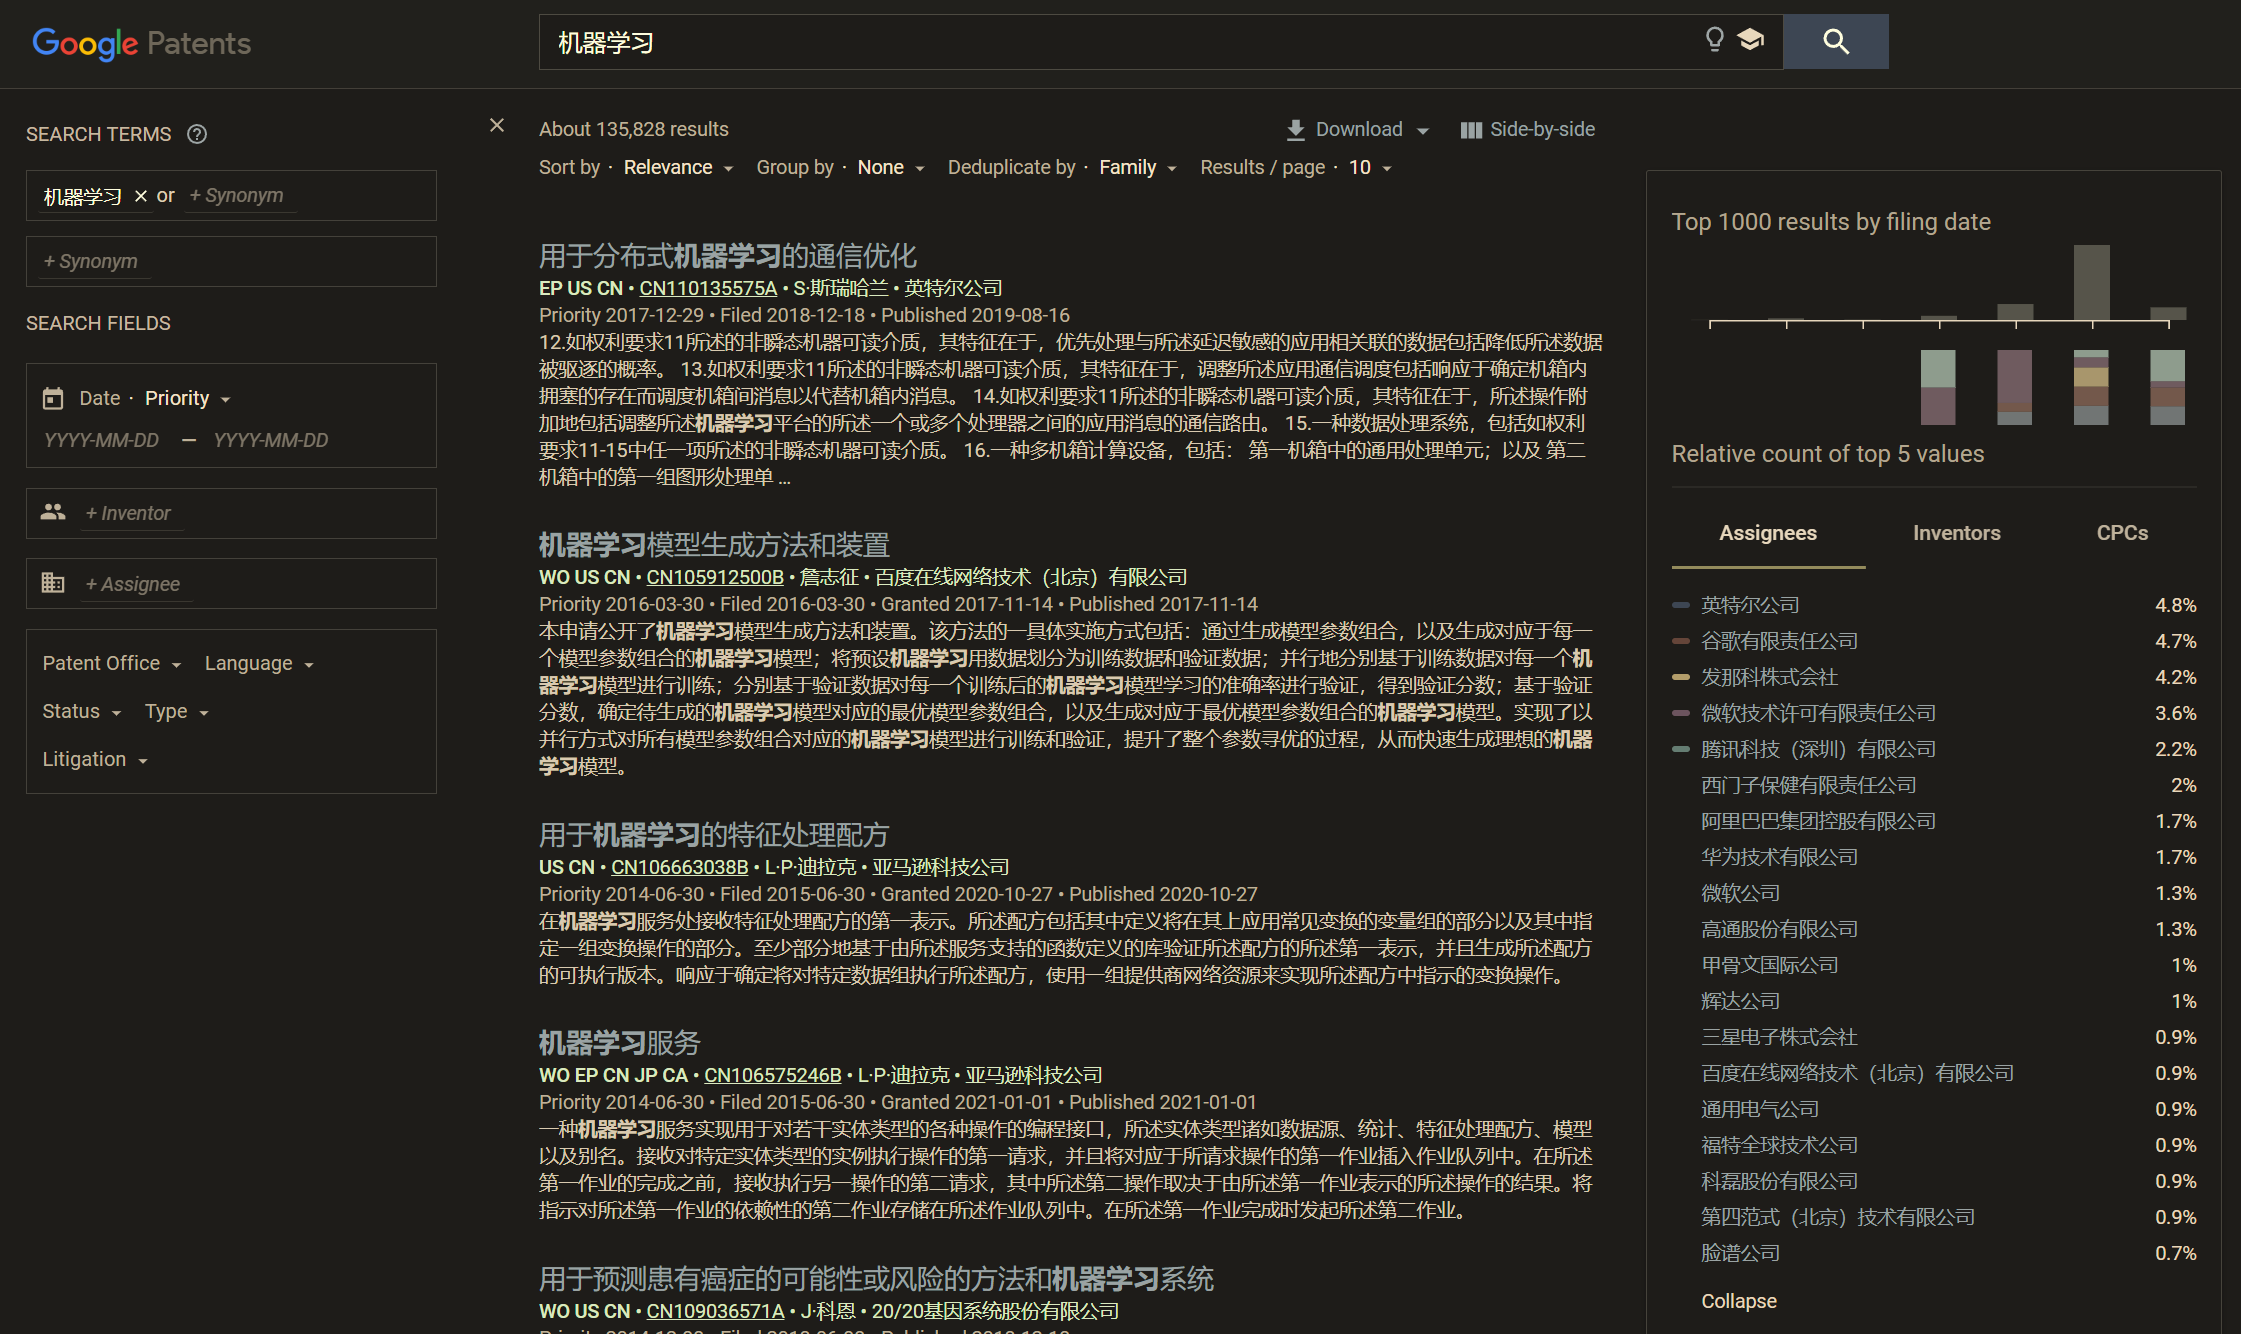 Google Patents
机器学习
SEARCH TERMS
机器学习 × or + Synonym
+ Synonym
SEARCH FIELDS
Date · Priority
YYYY-MM-DD — YYYY-MM-DD
+ Inventor
+ Assignee
Patent Office Language
Status Type
Litigation
About 135,828 results
Download Side-by-side
Sort by · Relevance Group by · None Deduplicate by · Family Results / page · 10
用于分布式机器学习的通信优化
EP US CN • CN110135575A • S·斯瑞哈兰 • 英特尔公司
Priority 2017-12-29 • Filed 2018-12-18 • Published 2019-08-16
12.如权利要求11所述的非瞬态机器可读介质，其特征在于，优先处理与所述延迟敏感的应用相关联的数据包括降低所述数据
被驱逐的概率。 13.如权利要求11所述的非瞬态机器可读介质，其特征在于，调整所述应用通信调度包括响应于确定机箱内
拥塞的存在而调度机箱间消息以代替机箱内消息。 14.如权利要求11所述的非瞬态机器可读介质，其特征在于，所述操作附
加地包括调整所述机器学习平台的所述一个或多个处理器之间的应用消息的通信路由。 15.一种数据处理系统，包括如权利
要求11-15中任一项所述的非瞬态机器可读介质。 16.一种多机箱计算设备，包括： 第一机箱中的通用处理单元；以及 第二
机箱中的第一组图形处理单 ...
机器学习模型生成方法和装置
WO US CN • CN105912500B • 詹志征 • 百度在线网络技术（北京）有限公司
Priority 2016-03-30 • Filed 2016-03-30 • Granted 2017-11-14 • Published 2017-11-14
本申请公开了机器学习模型生成方法和装置。该方法的一具体实施方式包括：通过生成模型参数组合，以及生成对应于每一
个模型参数组合的机器学习模型；将预设机器学习用数据划分为训练数据和验证数据；并行地分别基于训练数据对每一个机
器学习模型进行训练；分别基于验证数据对每一个训练后的机器学习模型学习的准确率进行验证，得到验证分数；基于验证
分数，确定待生成的机器学习模型对应的最优模型参数组合，以及生成对应于最优模型参数组合的机器学习模型。实现了以
并行方式对所有模型参数组合对应的机器学习模型进行训练和验证，提升了整个参数寻优的过程，从而快速生成理想的机器
学习模型。
用于机器学习的特征处理配方
US CN • CN106663038B • L·P·迪拉克 • 亚马逊科技公司
Priority 2014-06-30 • Filed 2015-06-30 • Granted 2020-10-27 • Published 2020-10-27
在机器学习服务处接收特征处理配方的第一表示。所述配方包括其中定义将在其上应用常见变换的变量组的部分以及其中指
定一组变换操作的部分。至少部分地基于由所述服务支持的函数定义的库验证所述配方的所述第一表示，并且生成所述配方
的可执行版本。响应于确定将对特定数据组执行所述配方，使用一组提供商网络资源来实现所述配方中指示的变换操作。
机器学习服务
WO EP CN JP CA • CN106575246B • L·P·迪拉克 • 亚马逊科技公司
Priority 2014-06-30 • Filed 2015-06-30 • Granted 2021-01-01 • Published 2021-01-01
一种机器学习服务实现用于对若干实体类型的各种操作的编程接口，所述实体类型诸如数据源、统计、特征处理配方、模型
以及别名。接收对特定实体类型的实例执行操作的第一请求，并且将对应于所请求操作的第一作业插入作业队列中。在所述
第一作业的完成之前，接收执行另一操作的第二请求，其中所述第二操作取决于由所述第一作业表示的所述操作的结果。将
指示对所述第一作业的依赖性的第二作业存储在所述作业队列中。在所述第一作业完成时发起所述第二作业。
用于预测患有癌症的可能性或风险的方法和机器学习系统
WO US CN • CN109036571A • J·科恩 • 20/20基因系统股份有限公司
Top 1000 results by filing date
Relative count of top 5 values
Assignees Inventors CPCs
英特尔公司 4.8%
谷歌有限责任公司 4.7%
发那科株式会社 4.2%
微软技术许可有限责任公司 3.6%
腾讯科技（深圳）有限公司 2.2%
西门子保健有限责任公司 2%
阿里巴巴集团控股有限公司 1.7%
华为技术有限公司 1.7%
微软公司 1.3%
高通股份有限公司 1.3%
甲骨文国际公司 1%
辉达公司 1%
三星电子株式会社 0.9%
百度在线网络技术（北京）有限公司 0.9%
通用电气公司 0.9%
福特全球技术公司 0.9%
科磊股份有限公司 0.9%
第四范式（北京）技术有限公司 0.9%
脸谱公司 0.7%
Collapse